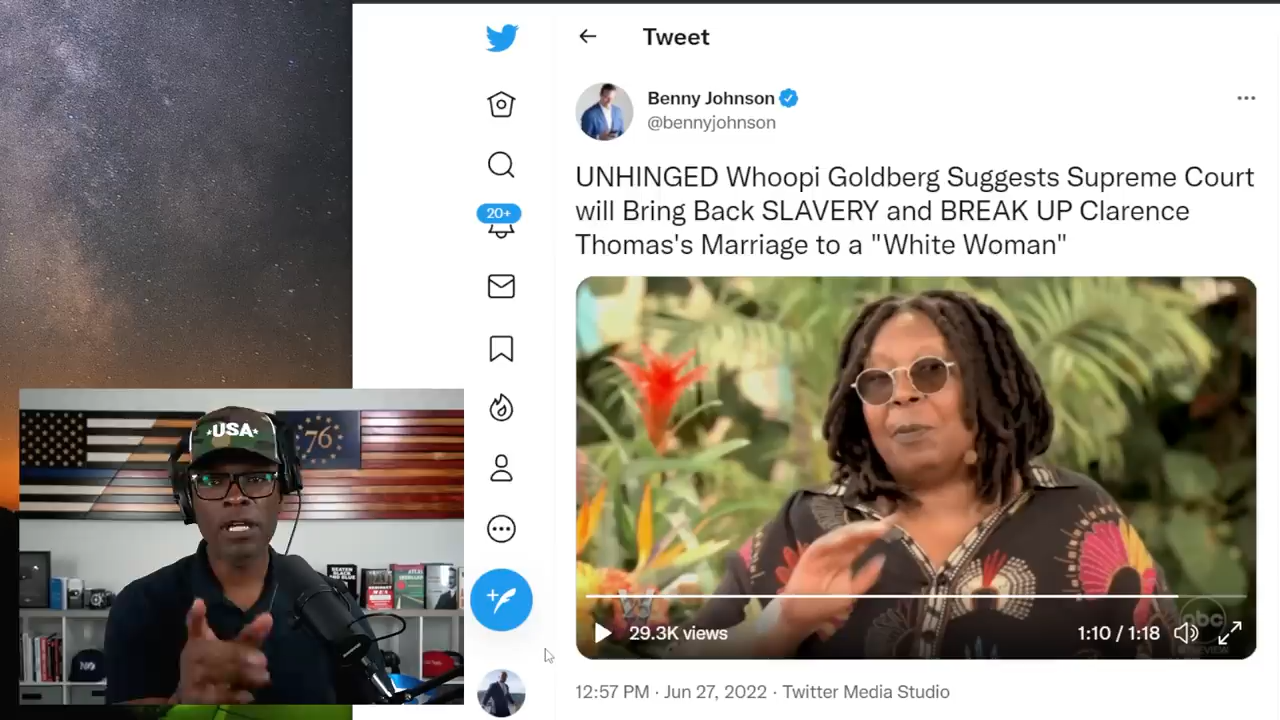 Tweet
Benny Johnson
@bennyjohnson
UNHINGED Whoopi Goldberg Suggests Supreme Court
will Bring Back SLAVERY and BREAK UP Clarence
Thomas's Marriage to a "White Woman"
20+
29.3K views
1:10 / 1:18
abc
12:57 PM · Jun 27, 2022 · Twitter Media Studio
★USA★
76